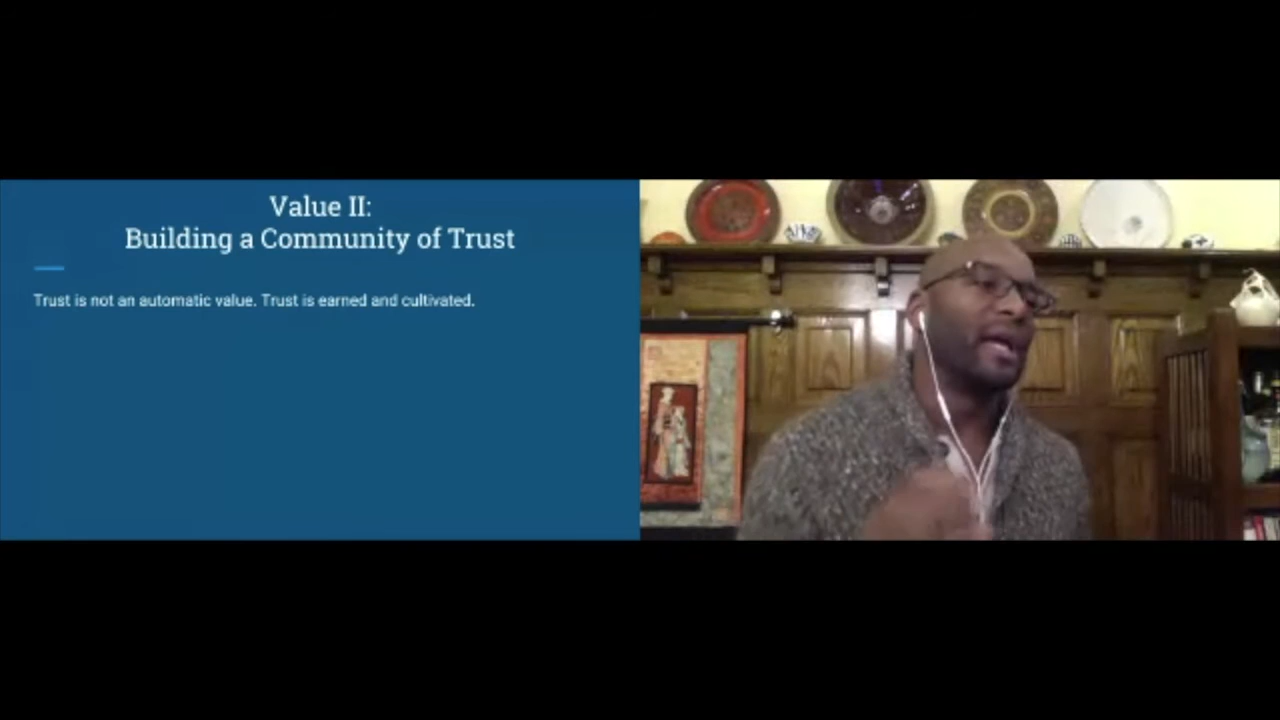 Value II:
Building a Community of Trust
Trust is not an automatic value. Trust is earned and cultivated.